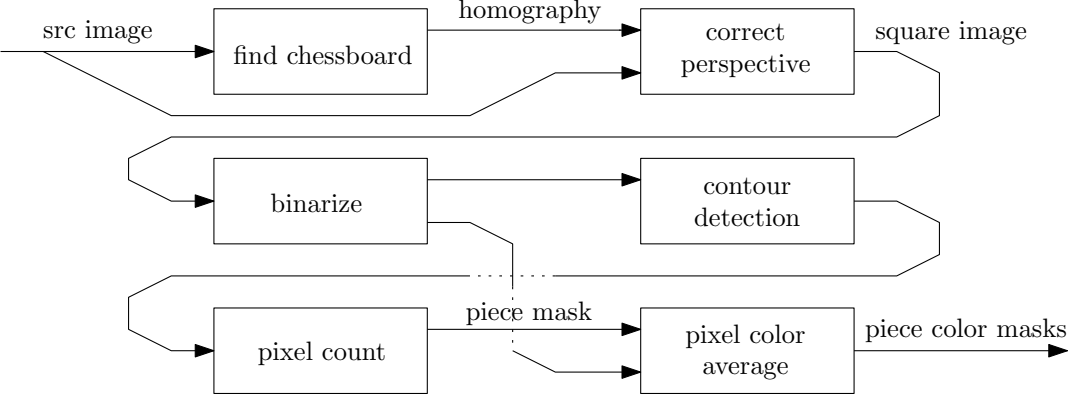 src image
find chessboard
homography
correct
perspective
square image
binarize
contour
detection
pixel count
piece mask
pixel color
average
piece color masks